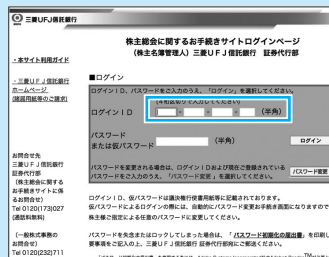 三菱UFJ信託銀行
株主総会に関するお手続きサイトログインページ
(株主名簿管理人) 三菱UFJ信託銀行 証券代行部
・本サイト利用ガイド
・三菱ＵＦＪ信託銀行
ホームページ
(諸届用紙等のご請求)
お問合せ先
三菱ＵＦＪ信託銀行
証券代行部
(株主総会に関する
お手続きサイトに係
るお問合せ)
Tel 0120(173)027
(通話料無料)
(一般株式事務の
お問合せ)
Tel 0120(232)711
■ログイン
ログインＩＤ、パスワードをご入力のうえ、「ログイン」を選択してください。
(4桁区切りで入力してください)
ログインＩＤ - - - (半角)
パスワード
または仮パスワード (半角)
ログイン
パスワードを変更される場合は、ログインＩＤおよび現在ご登録されている
パスワードをご入力のうえ、「パスワード変更」を選択してください。
パスワード変更
ログインＩＤ、仮パスワードは議決権行使書用紙等に記載されております。
仮パスワードによるログインの際には、自動的にパスワード変更お手続き画面になりますので
株主様ご指定による任意のパスワードに変更してください。
パスワードを失念またはロックしてしまった場合は、「パスワード初期化の届出書」を印刷し
要事項をご記入の上、三菱ＵＦＪ信託銀行 証券代行部宛にご郵送ください。